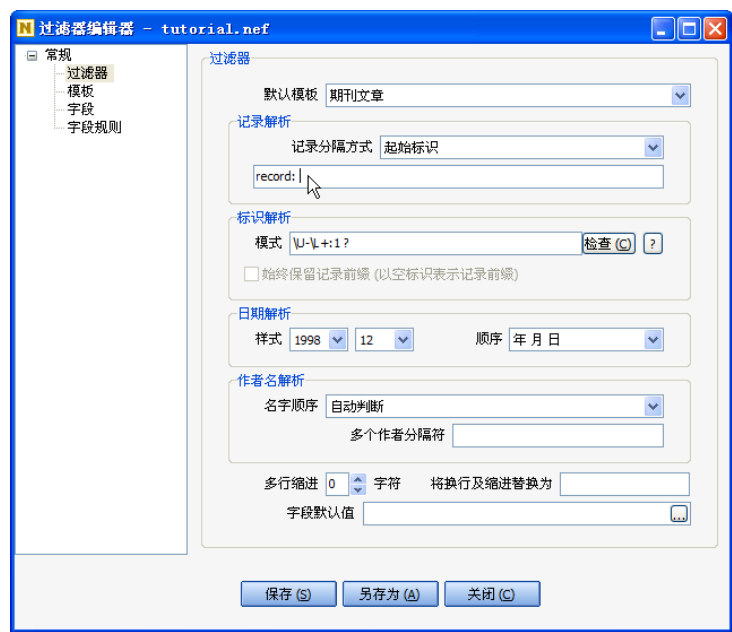 过滤器编辑器 - tutorial.nef
常规
过滤器
模板
字段
字段规则
过滤器
默认模板 期刊文章
记录解析
记录分隔方式 起始标识
record:
标识解析
模式 \U-\L+:1 ? 检查 (C) ?
始终保留记录前缀 (以空标识表示记录前缀)
日期解析
样式 1998 12 顺序 年 月 日
作者名解析
名字顺序 自动判断
多个作者分隔符
多行缩进 0 字符 将换行及缩进替换为
字段默认值 ...
保存 (S) 另存为 (A) 关闭 (C)